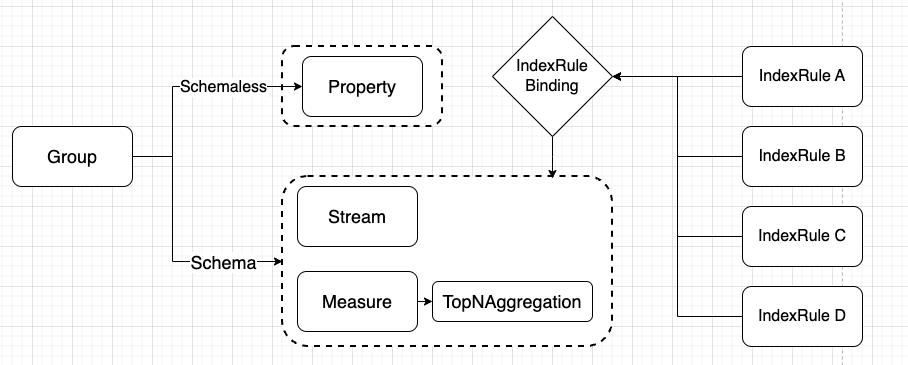 Group
Schemaless
Property
Schema
Stream
Measure
TopNAggregation
IndexRule
Binding
IndexRule A
IndexRule B
IndexRule C
IndexRule D